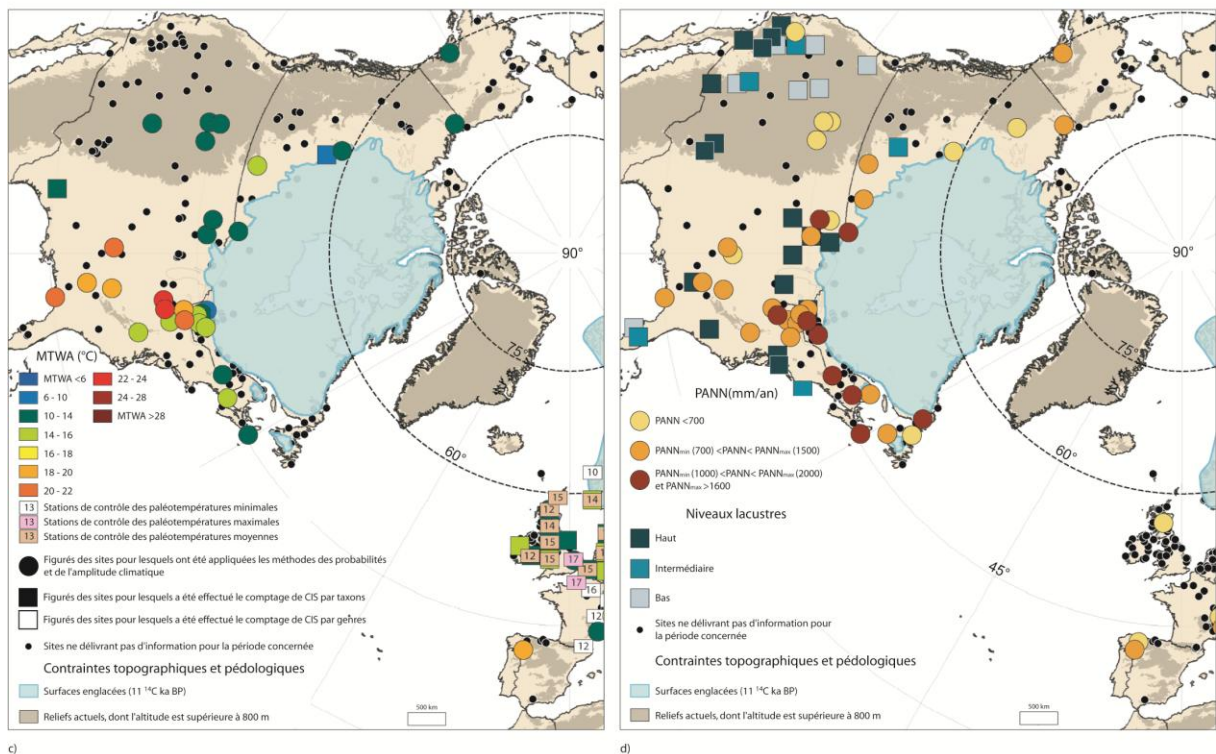 90°
75°
60°
MTWA (°C)
MTWA <6
6 - 10
10 - 14
14 - 16
16 - 18
18 - 20
20 - 22
22 - 24
24 - 28
MTWA >28
13 Stations de contrôle des paléotempératures minimales
13 Stations de contrôle des paléotempératures maximales
13 Stations de contrôle des paléotempératures moyennes
Figurés des sites pour lesquels ont été appliquées les méthodes des probabilités
et de l'amplitude climatique
Figurés des sites pour lesquels a été effectué le comptage de CIS par taxons
Figurés des sites pour lesquels a été effectué le comptage de CIS par genres
Sites ne délivrant pas d'information pour la période concernée
Contraintes topographiques et pédologiques
Surfaces englacées (11 ¹⁴C ka BP)
Reliefs actuels, dont l'altitude est supérieure à 800 m
500 km
10
15
14
12
14
15
12
15
17
15
17
16
12
12
c)
90°
75°
60°
45°
PANN(mm/an)
PANN <700
PANNmin (700) <PANN< PANNmax (1500)
PANNmin (1000) <PANN< PANNmax (2000)
et PANNmax >1600
Niveaux lacustres
Haut
Intermédiaire
Bas
Sites ne délivrant pas d'information pour
la période concernée
Contraintes topographiques et pédologiques
Surfaces englacées (11 ¹⁴C ka BP)
Reliefs actuels, dont l'altitude est supérieure à 800 m
500 km
d)